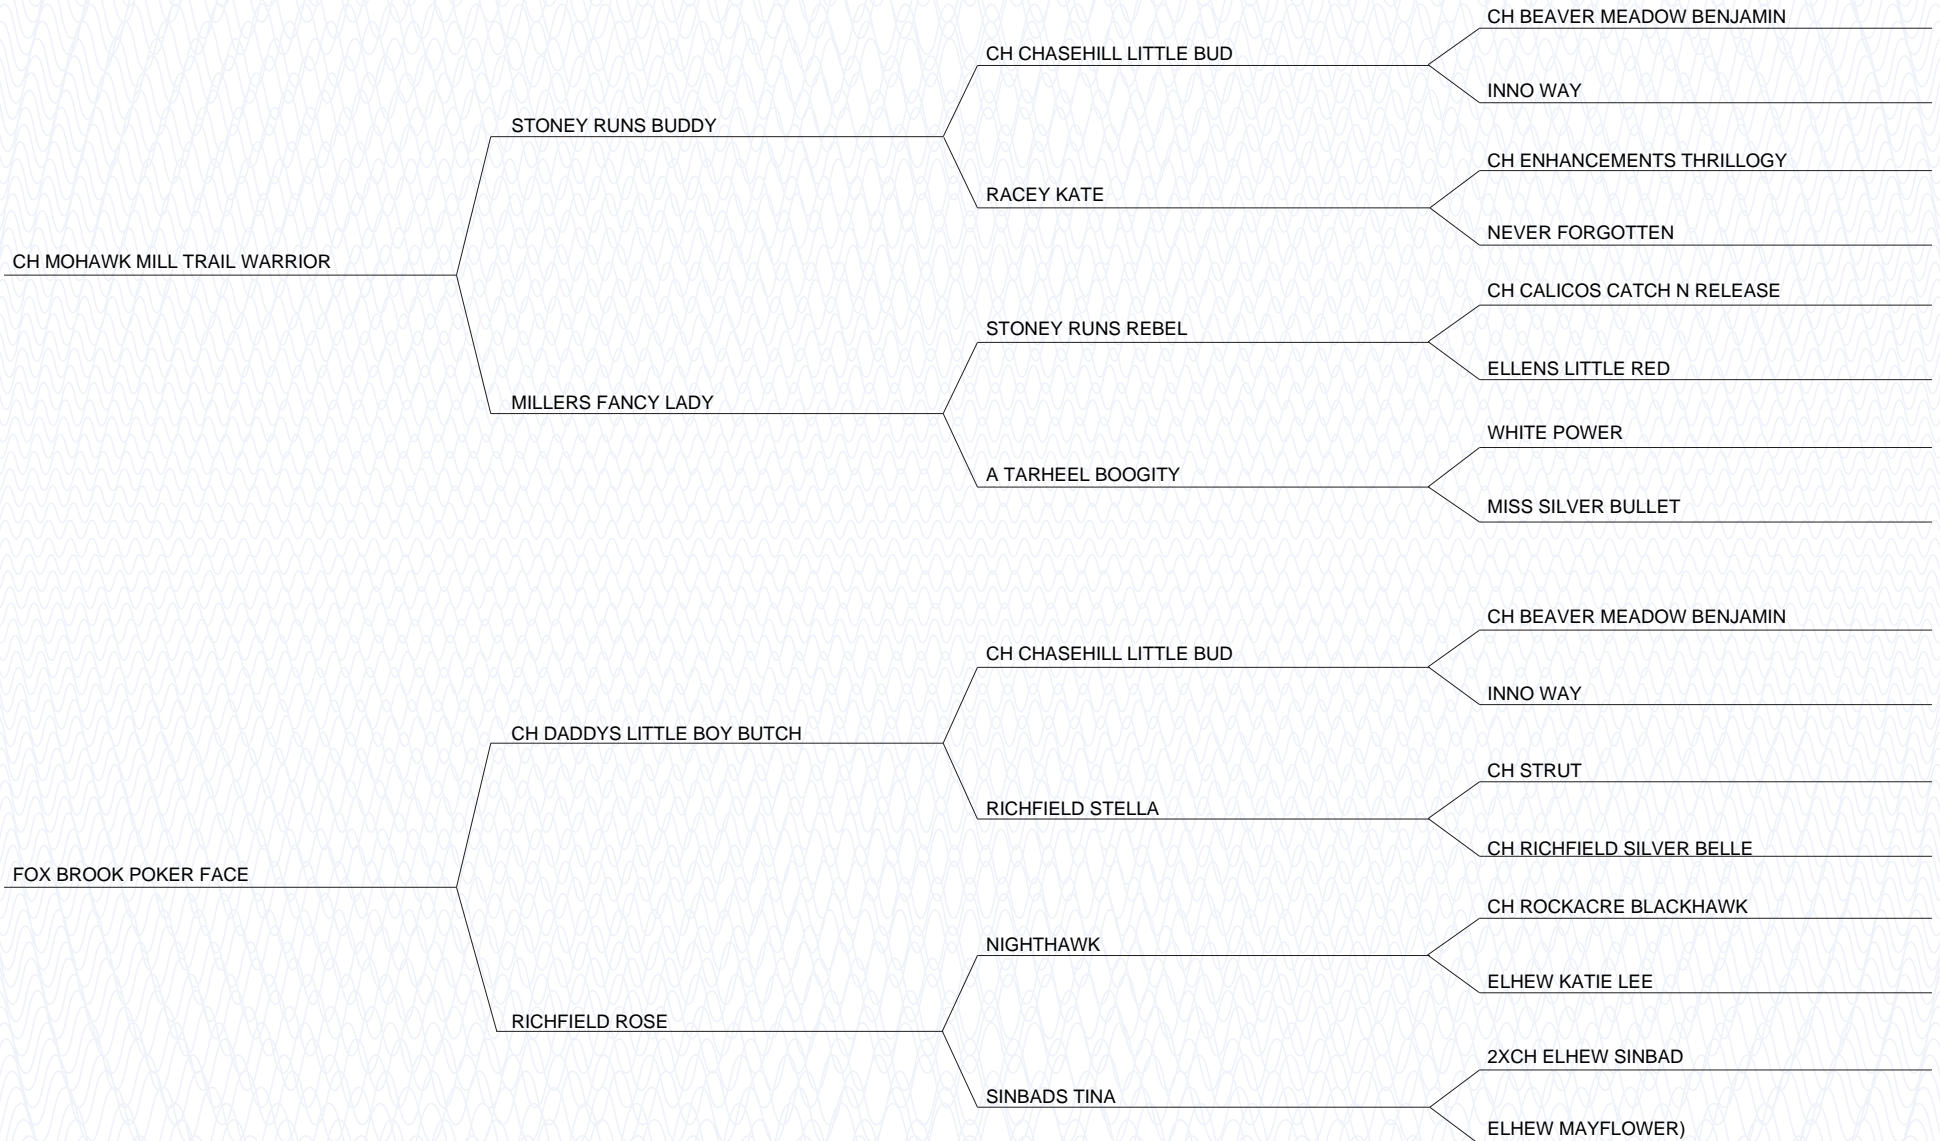 CH BEAVER MEADOW BENJAMIN
CH CHASEHILL LITTLE BUD
INNO WAY
STONEY RUNS BUDDY
CH ENHANCEMENTS THRILLOGY
RACEY KATE
NEVER FORGOTTEN
CH MOHAWK MILL TRAIL WARRIOR
CH CALICOS CATCH N RELEASE
STONEY RUNS REBEL
ELLENS LITTLE RED
MILLERS FANCY LADY
WHITE POWER
A TARHEEL BOOGITY
MISS SILVER BULLET
CH BEAVER MEADOW BENJAMIN
CH CHASEHILL LITTLE BUD
INNO WAY
CH DADDYS LITTLE BOY BUTCH
CH STRUT
RICHFIELD STELLA
CH RICHFIELD SILVER BELLE
FOX BROOK POKER FACE
CH ROCKACRE BLACKHAWK
NIGHTHAWK
ELHEW KATIE LEE
RICHFIELD ROSE
2XCH ELHEW SINBAD
SINBADS TINA
ELHEW MAYFLOWER)